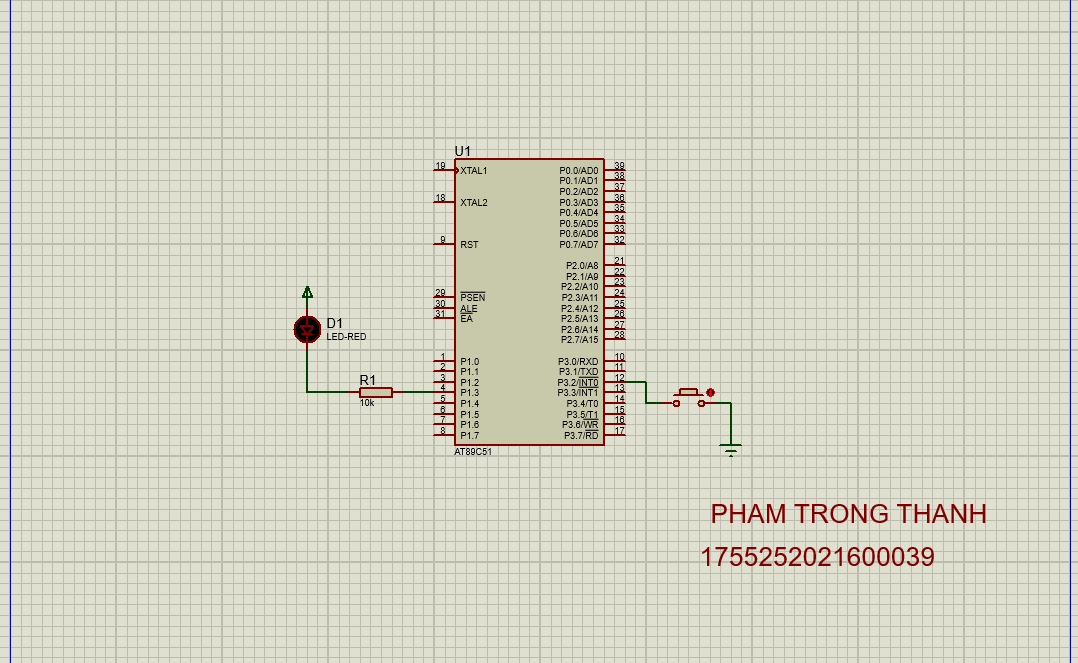 U1
19 XTAL1 P0.0/AD0 39
P0.1/AD1 38
P0.2/AD2 37
18 XTAL2 P0.3/AD3 36
P0.4/AD4 35
P0.5/AD5 34
P0.6/AD6 33
9 RST P0.7/AD7 32
P2.0/A8 21
P2.1/A9 22
P2.2/A10 23
29 PSEN P2.3/A11 24
30 ALE P2.4/A12 25
31 EA P2.5/A13 26
P2.6/A14 27
P2.7/A15 28
D1
LED-RED
1 P1.0 P3.0/RXD 10
2 P1.1 P3.1/TXD 11
3 P1.2 P3.2/INT0 12
4 P1.3 P3.3/INT1 13
5 P1.4 P3.4/T0 14
6 P1.5 P3.5/T1 15
7 P1.6 P3.6/WR 16
8 P1.7 P3.7/RD 17
R1
10k
AT89C51
PHAM TRONG THANH
1755252021600039